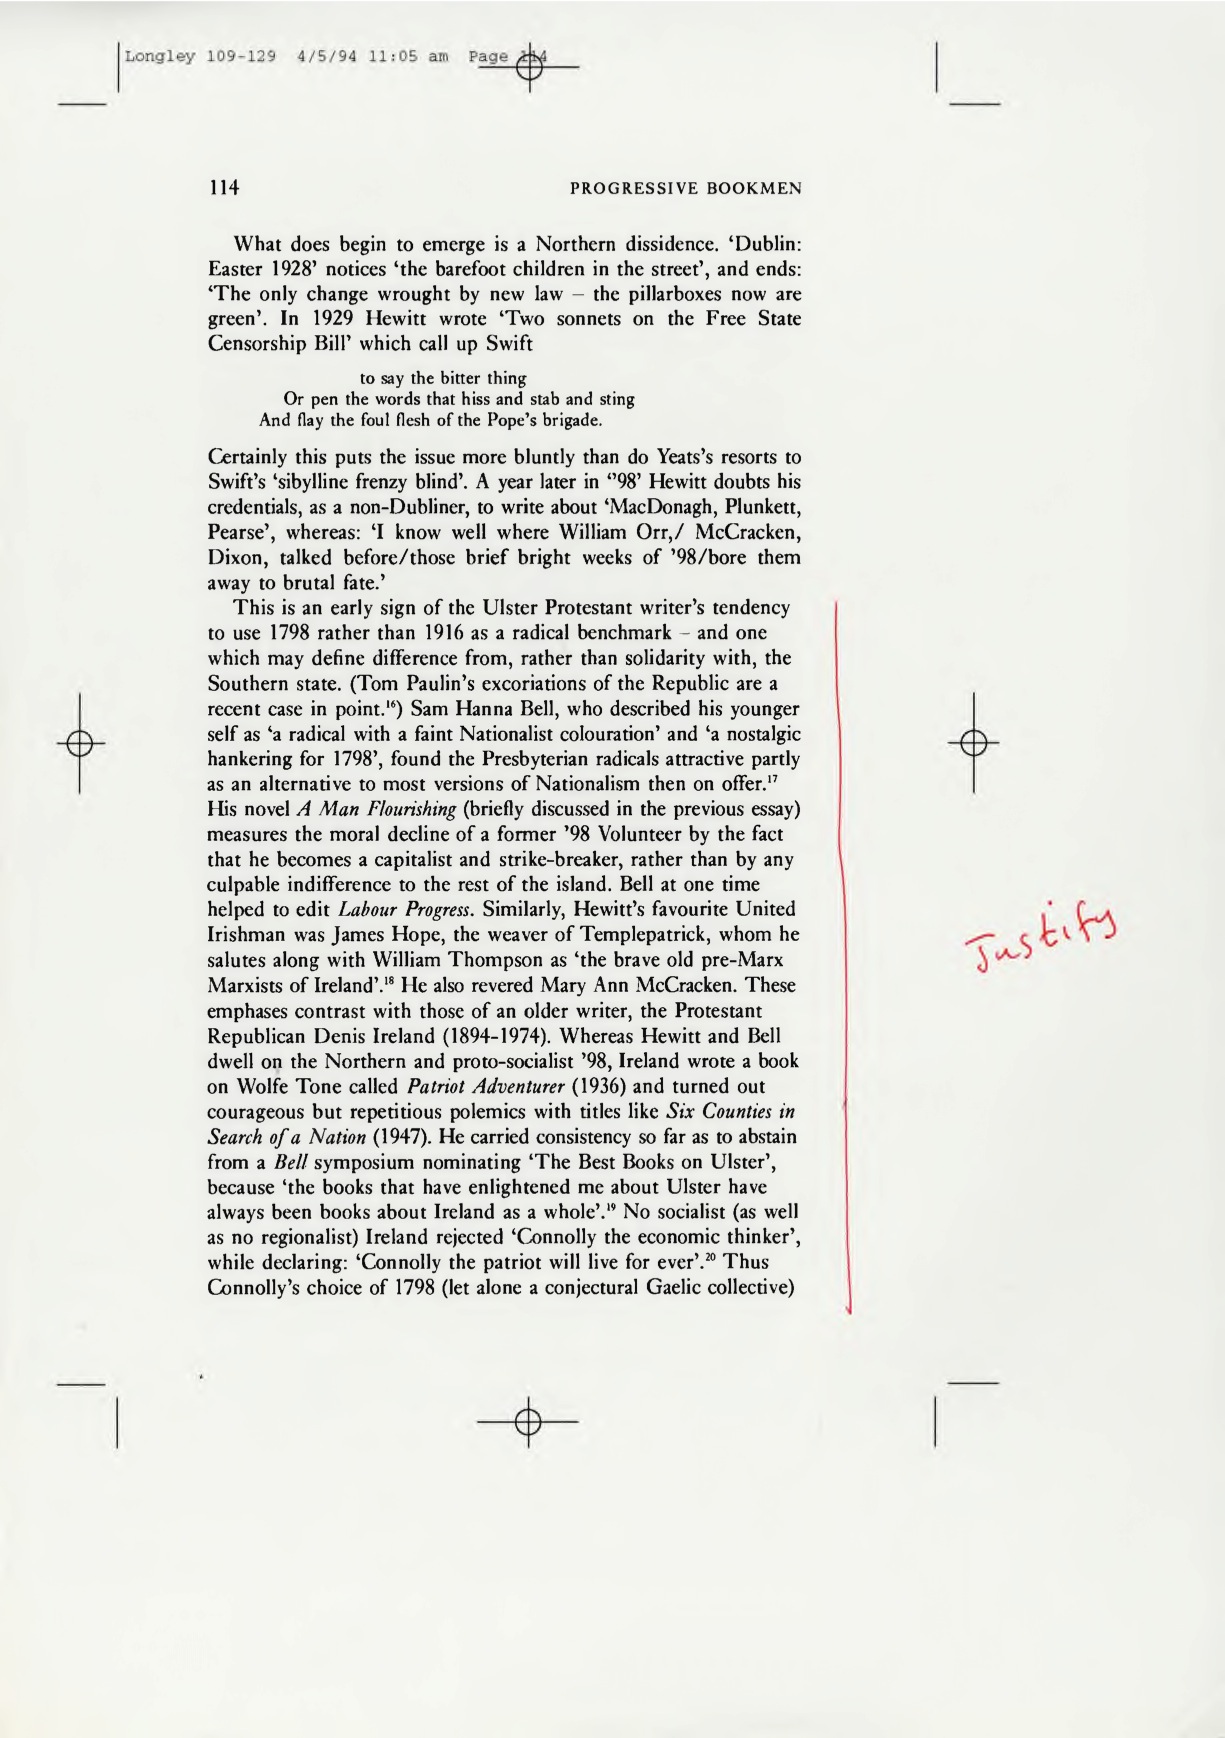 Longley 109-129 4/5/94 11:05 am Page 114
114 PROGRESSIVE BOOKMEN
What does begin to emerge is a Northern dissidence. ‘Dublin:
Easter 1928’ notices ‘the barefoot children in the street’, and ends:
‘The only change wrought by new law – the pillarboxes now are
green’. In 1929 Hewitt wrote ‘Two sonnets on the Free State
Censorship Bill’ which call up Swift
to say the bitter thing
Or pen the words that hiss and stab and sting
And flay the foul flesh of the Pope’s brigade.
Certainly this puts the issue more bluntly than do Yeats’s resorts to
Swift’s ‘sibylline frenzy blind’. A year later in ‘’98’ Hewitt doubts his
credentials, as a non-Dubliner, to write about ‘MacDonagh, Plunkett,
Pearse’, whereas: ‘I know well where William Orr,/ McCracken,
Dixon, talked before/those brief bright weeks of ’98/bore them
away to brutal fate.’
This is an early sign of the Ulster Protestant writer’s tendency
to use 1798 rather than 1916 as a radical benchmark – and one
which may define difference from, rather than solidarity with, the
Southern state. (Tom Paulin’s excoriations of the Republic are a
recent case in point.¹⁶) Sam Hanna Bell, who described his younger
self as ‘a radical with a faint Nationalist colouration’ and ‘a nostalgic
hankering for 1798’, found the Presbyterian radicals attractive partly
as an alternative to most versions of Nationalism then on offer.¹⁷
His novel A Man Flourishing (briefly discussed in the previous essay)
measures the moral decline of a former ’98 Volunteer by the fact
that he becomes a capitalist and strike-breaker, rather than by any
culpable indifference to the rest of the island. Bell at one time
helped to edit Labour Progress. Similarly, Hewitt’s favourite United
Irishman was James Hope, the weaver of Templepatrick, whom he
salutes along with William Thompson as ‘the brave old pre-Marx
Marxists of Ireland’.¹⁸ He also revered Mary Ann McCracken. These
emphases contrast with those of an older writer, the Protestant
Republican Denis Ireland (1894-1974). Whereas Hewitt and Bell
dwell on the Northern and proto-socialist ’98, Ireland wrote a book
on Wolfe Tone called Patriot Adventurer (1936) and turned out
courageous but repetitious polemics with titles like Six Counties in
Search of a Nation (1947). He carried consistency so far as to abstain
from a Bell symposium nominating ‘The Best Books on Ulster’,
because ‘the books that have enlightened me about Ulster have
always been books about Ireland as a whole’.¹⁹ No socialist (as well
as no regionalist) Ireland rejected ‘Connolly the economic thinker’,
while declaring: ‘Connolly the patriot will live for ever’.²⁰ Thus
Connolly’s choice of 1798 (let alone a conjectural Gaelic collective)
Justify